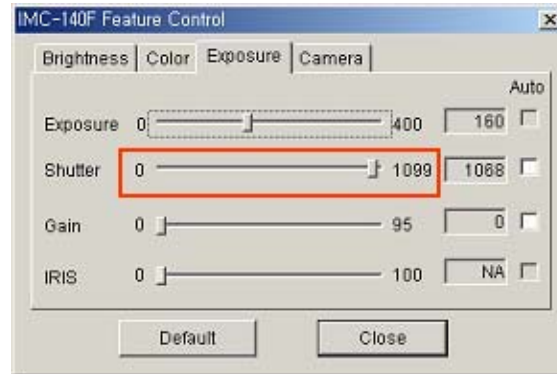 IMC-140F Feature Control
Brightness Color Exposure Camera
Auto
Exposure 0 400 160
Shutter 0 1099 1068
Gain 0 95 0
IRIS 0 100 NA
Default Close